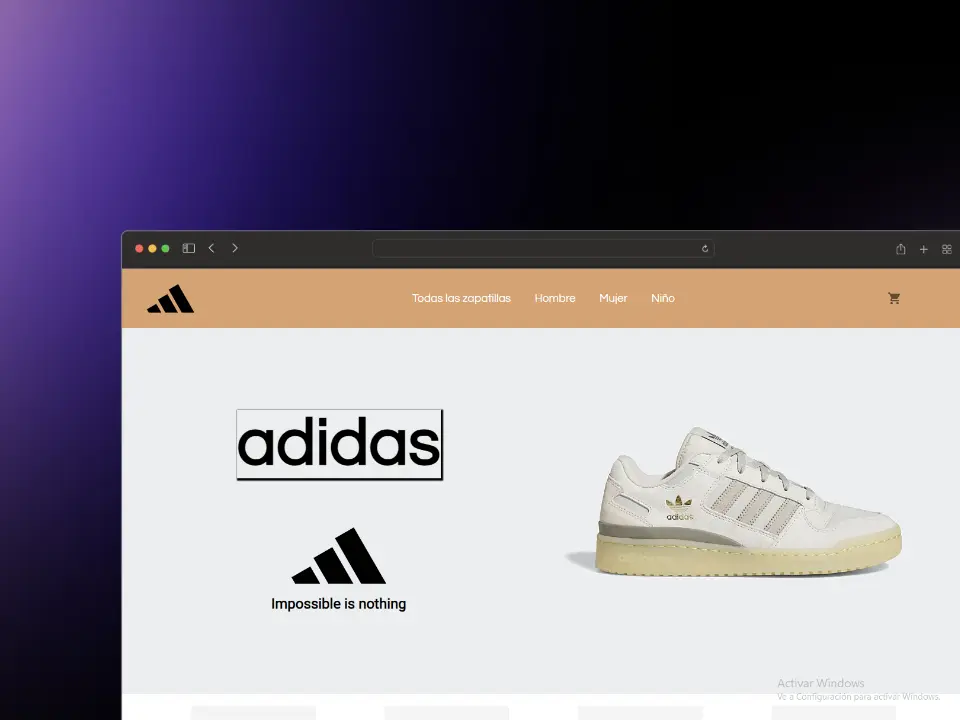 Todas las zapatillas Hombre Mujer Niño
adidas
adidas
Impossible is nothing
Activar Windows
Ve a Configuración para activar Windows.